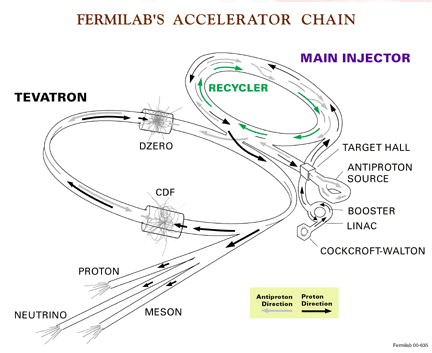 FERMILAB'S ACCELERATOR CHAIN
MAIN INJECTOR
RECYCLER
TEVATRON
DZERO
TARGET HALL
ANTIPROTON
SOURCE
CDF
BOOSTER
LINAC
COCKCROFT-WALTON
PROTON
NEUTRINO
MESON
Antiproton Proton
Direction Direction
Fermilab 00-635